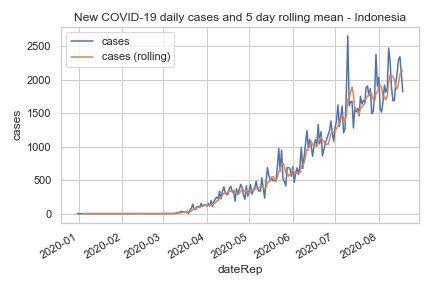 New COVID-19 daily cases and 5 day rolling mean - Indonesia
cases
cases (rolling)
2500
2000
1500
1000
500
0
cases
2020-01
2020-02
2020-03
2020-04
2020-05
2020-06
2020-07
2020-08
dateRep